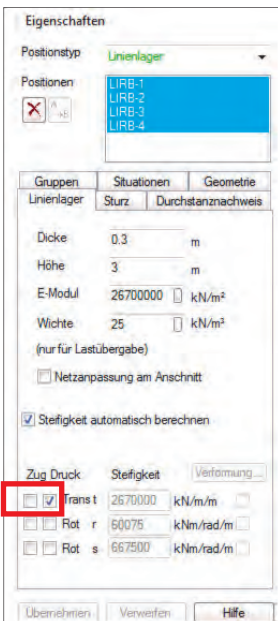 Eigenschaften
Positionstyp Linienlager
Positionen LIRB-1
LIRB-2
LIRB-3
LIRB-4
Gruppen Situationen Geometrie
Linienlager Sturz Durchstanznachweis
Dicke 0.3 m
Höhe 3 m
E-Modul 26700000 kN/m²
Wichte 25 kN/m³
(nur für Lastübergabe)
Netzanpassung am Anschnitt
Steifigkeit automatisch berechnen
Zug Druck Steifigkeit Verformung...
Trans t 2670000 kN/m/m
Rot r 60075 kNm/rad/m
Rot s 667500 kNm/rad/m
Übernehmen Verwerfen Hilfe